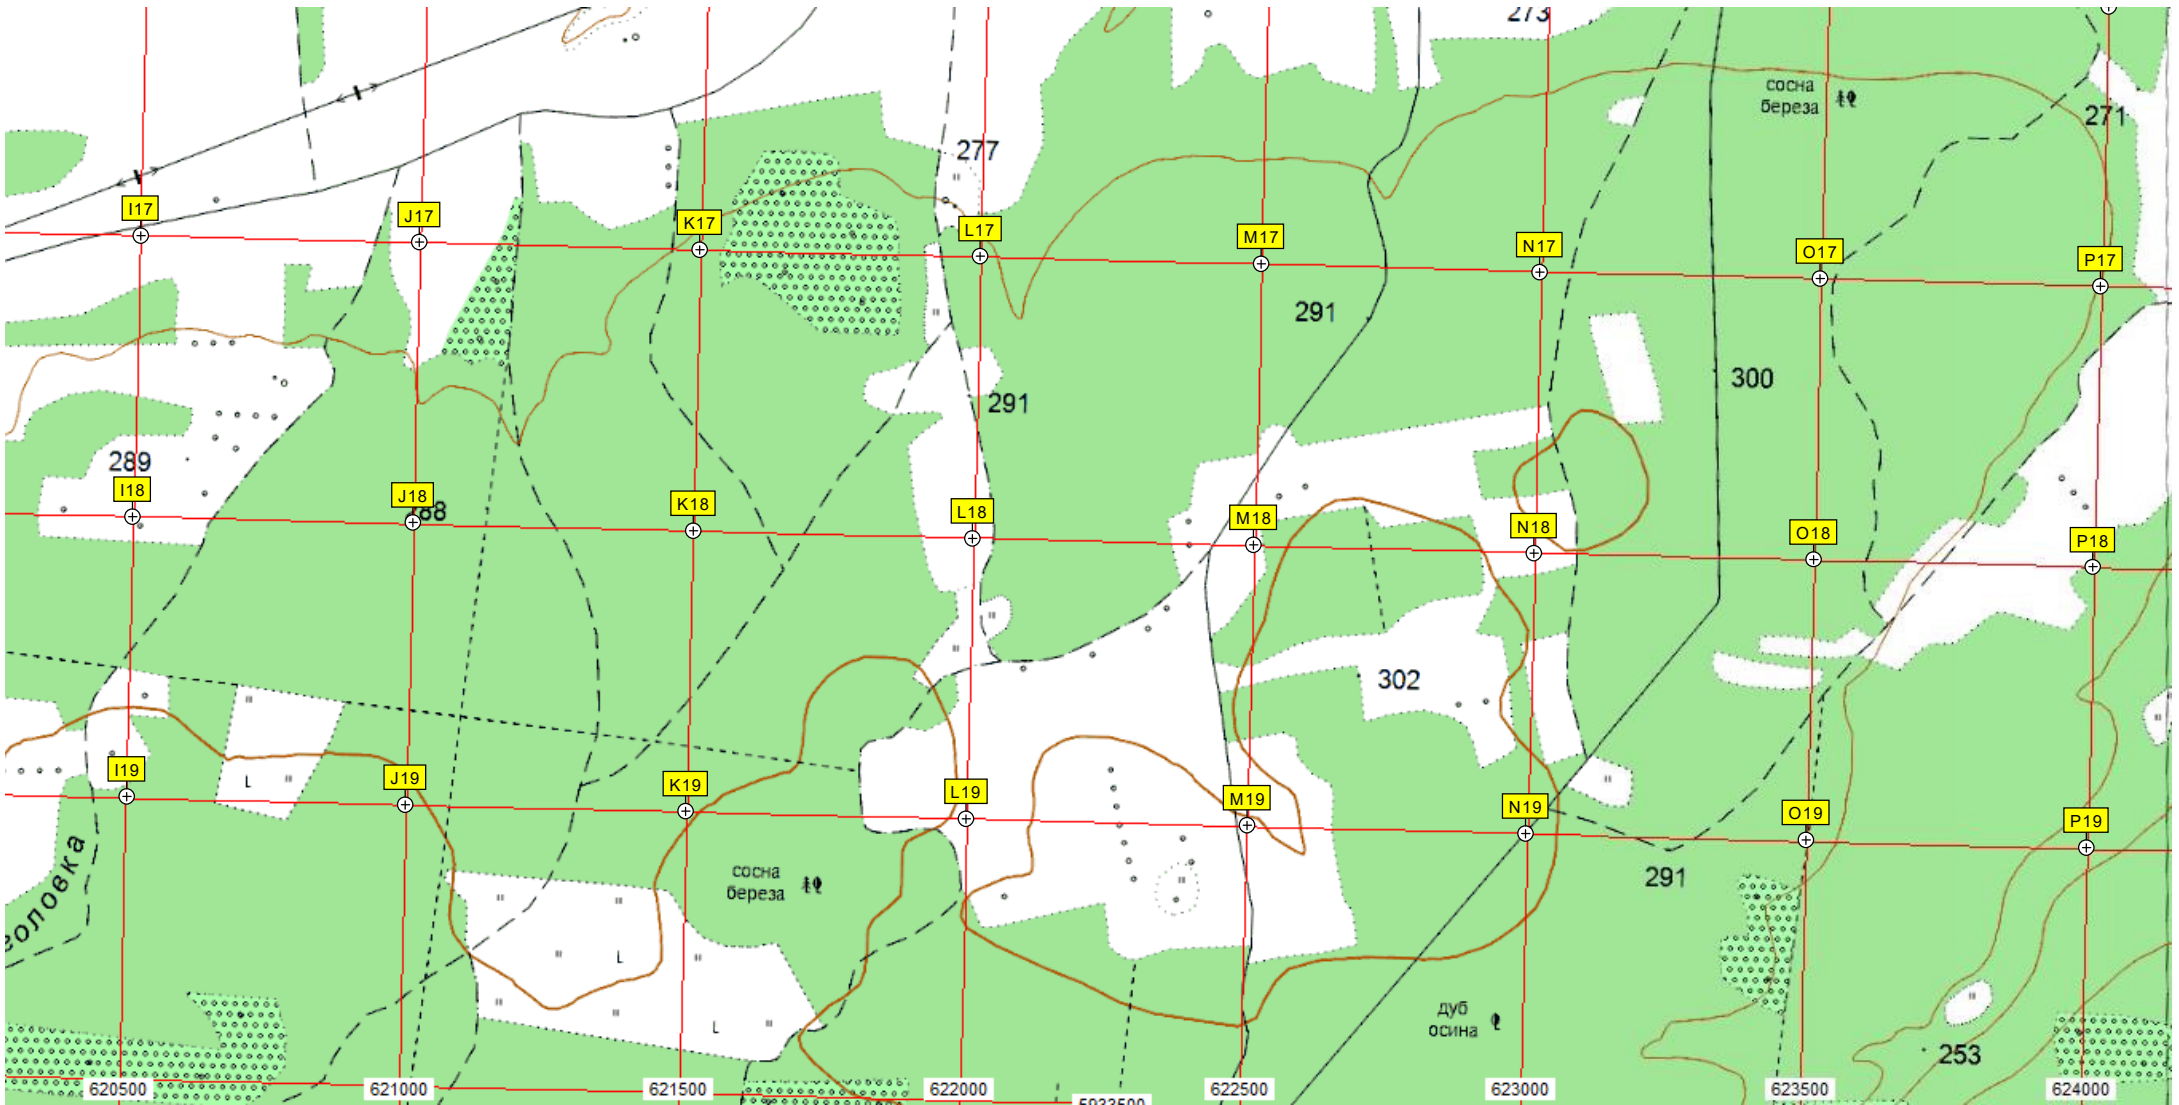 273
сосна
береза
271
277
I17
J17
K17
L17
M17
N17
O17
P17
291
300
291
289
I18
J18
88
K18
L18
M18
N18
O18
P18
302
I19
J19
K19
L19
M19
N19
O19
P19
L
291
оловка
сосна
береза
L
L
дуб
осина
253
620500
621000
621500
622000
622500
623000
623500
624000
5933500